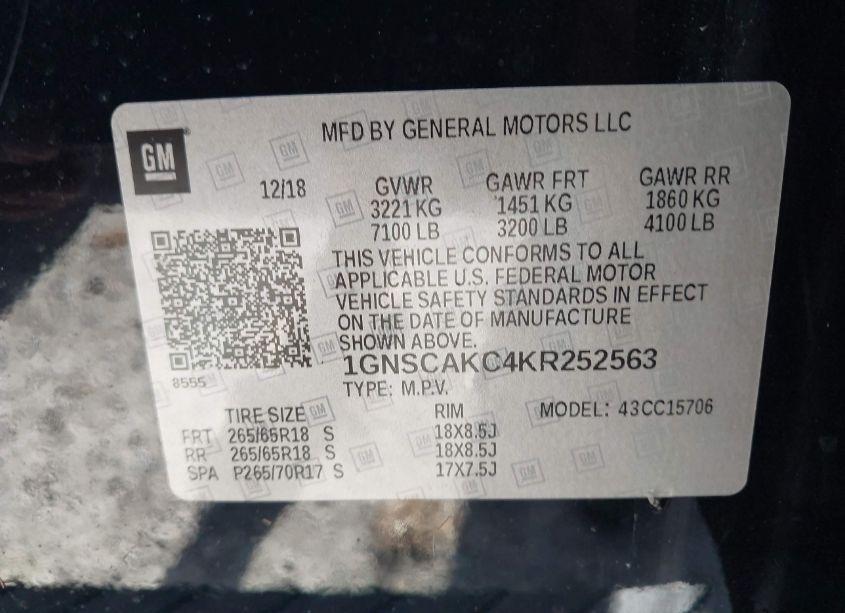 MFD BY GENERAL MOTORS LLC
GM
12/18
GVWR GAWR FRT GAWR RR
3221 KG 1451 KG 1860 KG
7100 LB 3200 LB 4100 LB
THIS VEHICLE CONFORMS TO ALL
APPLICABLE U.S. FEDERAL MOTOR
VEHICLE SAFETY STANDARDS IN EFFECT
ON THE DATE OF MANUFACTURE
SHOWN ABOVE.
1GNSCAKC4KR252563
8555
TYPE: M.P.V.
TIRE SIZE RIM MODEL: 43CC15706
FRT 265/65R18 S 18X8.5J
RR 265/65R18 S 18X8.5J
SPA P265/70R17 S 17X7.5J